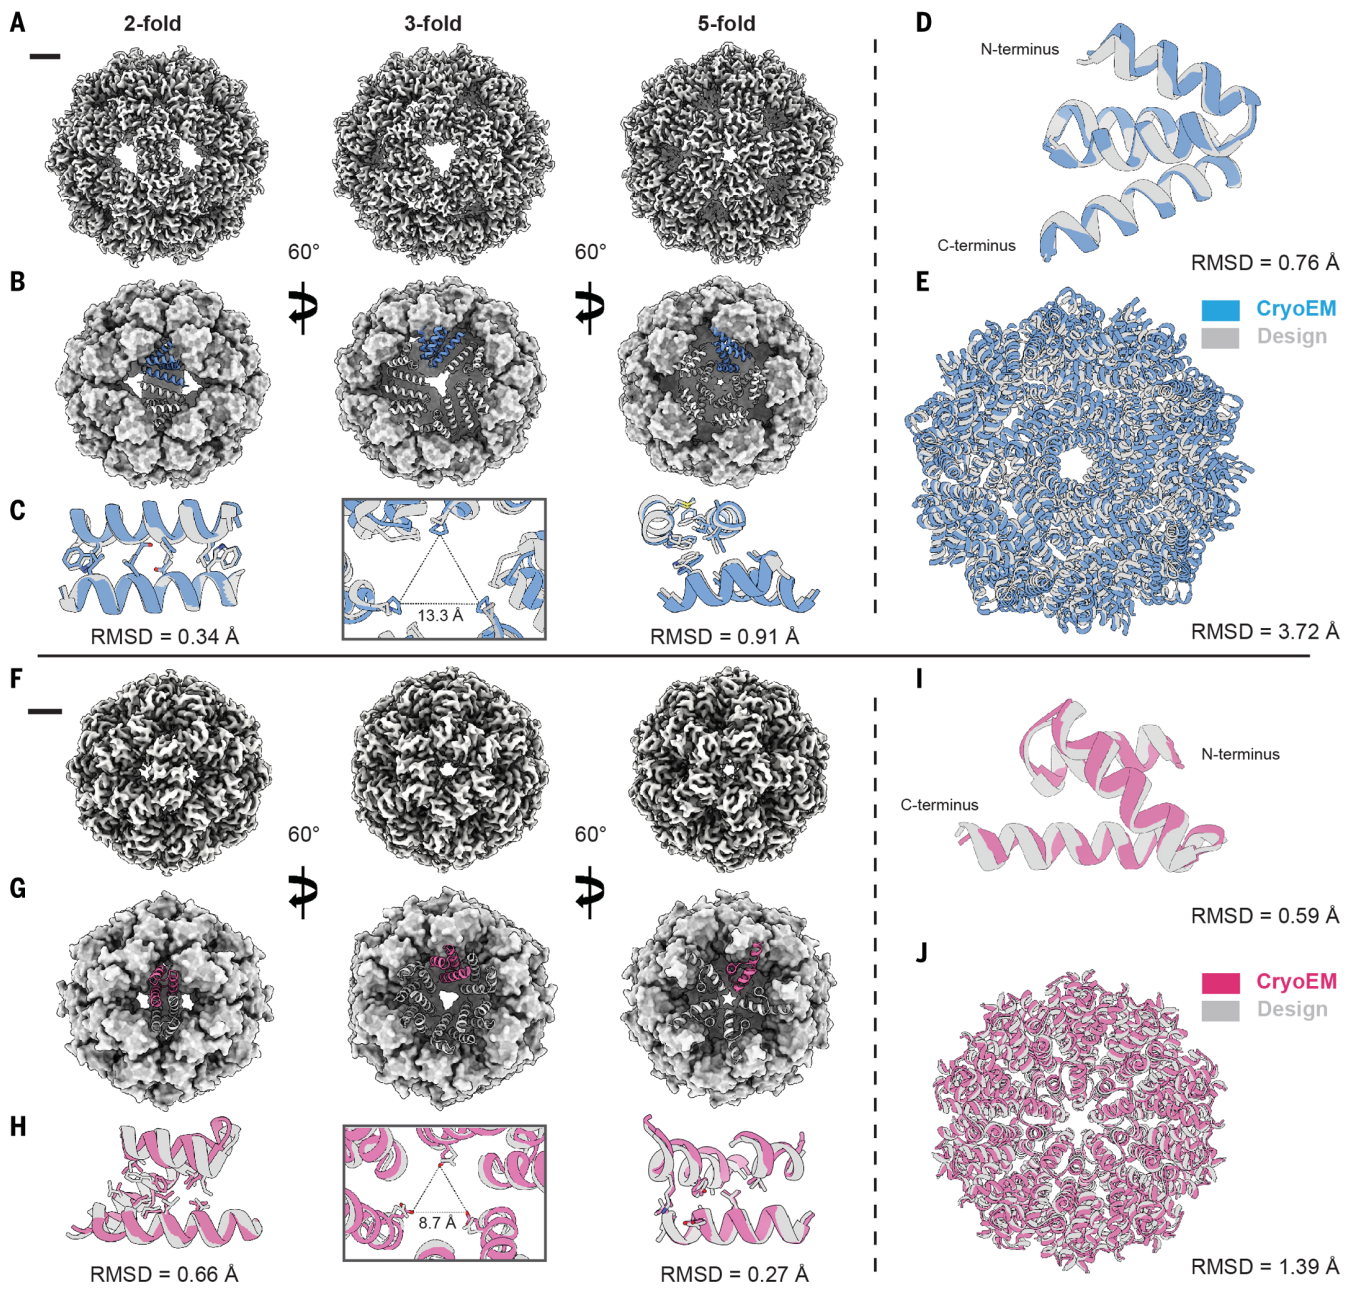 A
2-fold
3-fold
5-fold
60°
60°
B
C
RMSD = 0.34 Å
13.3 Å
RMSD = 0.91 Å
D
N-terminus
C-terminus
RMSD = 0.76 Å
E
CryoEM
Design
RMSD = 3.72 Å
F
60°
60°
G
H
RMSD = 0.66 Å
8.7 Å
RMSD = 0.27 Å
I
N-terminus
C-terminus
RMSD = 0.59 Å
J
CryoEM
Design
RMSD = 1.39 Å